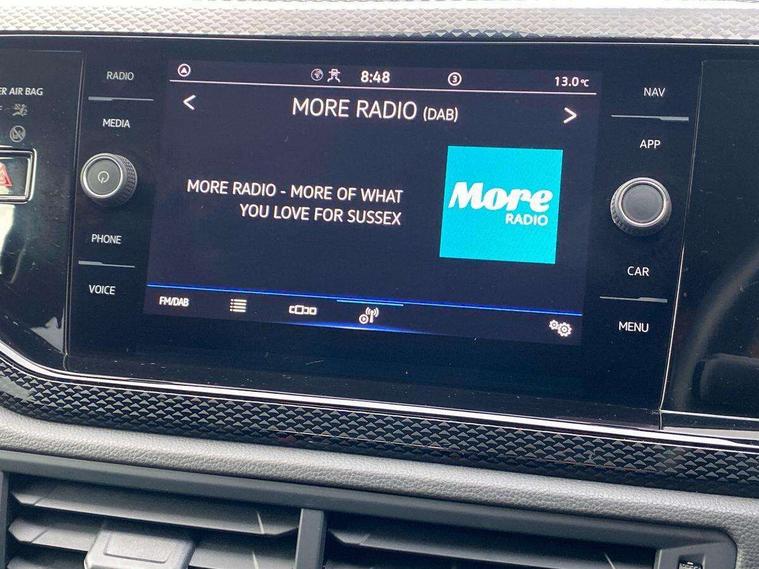 RADIO
8:48
3
13.0°C
NAV
ER AIR BAG
MEDIA
MORE RADIO (DAB)
APP
MORE RADIO - MORE OF WHAT
YOU LOVE FOR SUSSEX
More
RADIO
PHONE
CAR
VOICE
FM/DAB
MENU